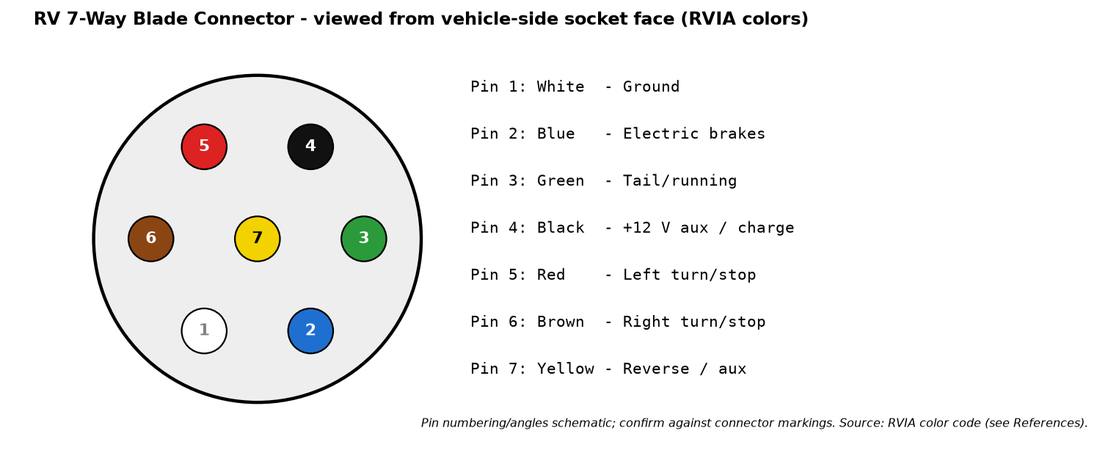 RV 7-Way Blade Connector - viewed from vehicle-side socket face (RVIA colors)
5
4
6
7
3
1
2
Pin 1: White - Ground
Pin 2: Blue - Electric brakes
Pin 3: Green - Tail/running
Pin 4: Black - +12 V aux / charge
Pin 5: Red - Left turn/stop
Pin 6: Brown - Right turn/stop
Pin 7: Yellow - Reverse / aux
Pin numbering/angles schematic; confirm against connector markings. Source: RVIA color code (see References).